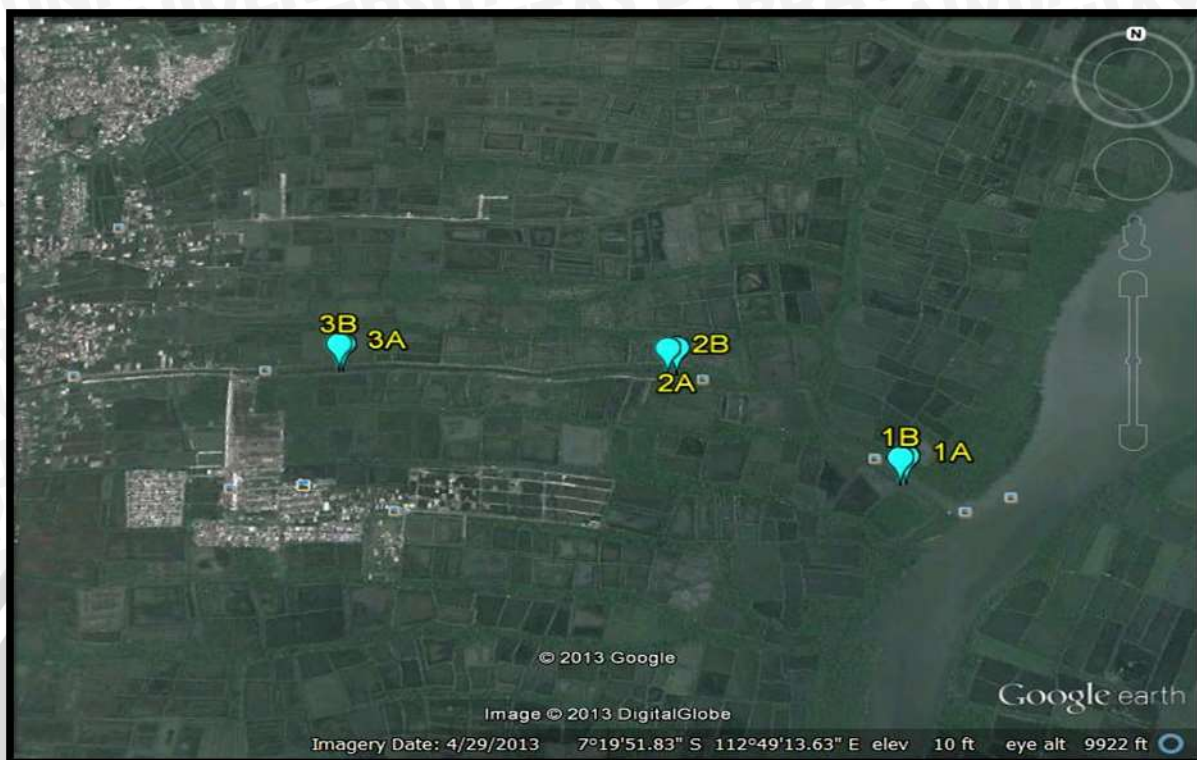 N
3B
3A
2B
2A
1B
1A
© 2013 Google
Google earth
Image © 2013 DigitalGlobe
Imagery Date: 4/29/2013 7°19'51.83" S 112°49'13.63" E elev 10 ft eye alt 9922 ft